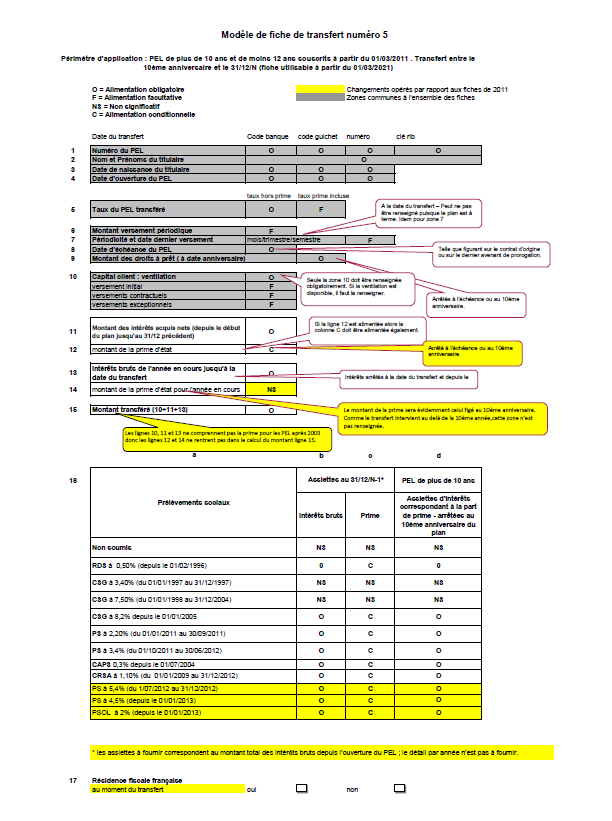 Modèle de fiche de transfert numéro 5
Périmètre d'application : PEL de plus de 10 ans et de moins 12 ans souscrits à partir du 01/03/2011 . Transfert entre le
10ème anniversaire et le 31/12/N (fiche utilisable à partir du 01/03/2021)
O = Alimentation obligatoire
F = Alimentation facultative
NS = Non significatif
C = Alimentation conditionnelle
Changements opérés par rapport aux fiches de 2011
Zones communes à l'ensemble des fiches
Date du transfert Code banque code guichet numéro clé rib
1 Numéro du PEL O O O O
2 Nom et Prénoms du titulaire O
3 Date de naissance du titulaire O O O
4 Date d'ouverture du PEL O O O
taux hors prime taux prime incluse
5 Taux du PEL transféré O F
A la date du transfert – Peut ne pas
être renseigné puisque le plan est à
terme. Idem pour zone 7
6 Montant versement périodique F
7 Périodicité et date dernier versement mois/trimestre/semestre F
8 Date d'échéance du PEL O
9 Montant des droits à prêt ( à date anniversaire) O
Telle que figurant sur le contrat d'origine
ou sur le dernier avenant de prorogation.
10 Capital client : ventilation O
versement initial F
versements contractuels F
versements exceptionnels F
Seule la zone 10 doit être renseignée
obligatoirement. Si la ventilation est
disponible, il faut la renseigner.
Arrêtés à l'échéance ou au 10ème
anniversaire.
11 Montant des intérêts acquis nets (depuis le début
du plan jusqu'au 31/12 précédent) O
12 montant de la prime d'état C
Si la ligne 12 est alimentée alors la
colonne C doit être alimentée également.
Arrêté à l'échéance ou au 10ème
anniversaire.
13 Intérêts bruts de l'année en cours jusqu'à la
date du transfert O
14 montant de la prime d'état pour l'année en cours NS
Intérêts arrêtés à la date du transfert et depuis le
15 Montant transféré (10+11+13) O
Le montant de la prime sera évidemment celui figé au 10ème anniversaire.
Comme le transfert intervient au delà de la 10ème année,cette zone n'est
pas renseignée.
Les lignes 10, 11 et 13 ne comprennent pas la prime pour les PEL après 2003
donc les lignes 12 et 14 ne rentrent pas dans le calcul du montant ligne 15.
a b c d
16 Prélèvements sociaux
Assiettes au 31/12/N-1* PEL de plus de 10 ans
Intérêts bruts Prime
Assiettes d'intérêts
correspondant à la part
de prime - arrêtées au
10ème anniversaire du
plan
Non soumis NS NS NS
RDS à 0,50% (depuis le 01/02/1996) 0 C 0
CSG à 3,40% (du 01/01/1997 au 31/12/1997) NS NS NS
CSG à 7,50% (du 01/01/1998 au 31/12/2004) NS NS NS
CSG à 8,2% depuis le 01/01/2005 O C O
PS à 2,20% (du 01/01/2011 au 30/09/2011) O C O
PS à 3,4% (du 01/10/2011 au 30/06/2012) O C O
CAPS 0,3% depuis le 01/07/2004 O C O
CRSA à 1,10% (du 01/01/2009 au 31/12/2012) O C O
PS à 5,4% (du 1/07/2012 au 31/12/2012) O C O
PS à 4,5% (depuis le 01/01/2013) O C O
PSOL à 2% (depuis le 01/01/2013) O C O
* les assiettes à fournir correspondent au montant total des intérêts bruts depuis l'ouverture du PEL ; le détail par année n'est pas à fournir.
17 Résidence fiscale française
au moment du transfert oui non